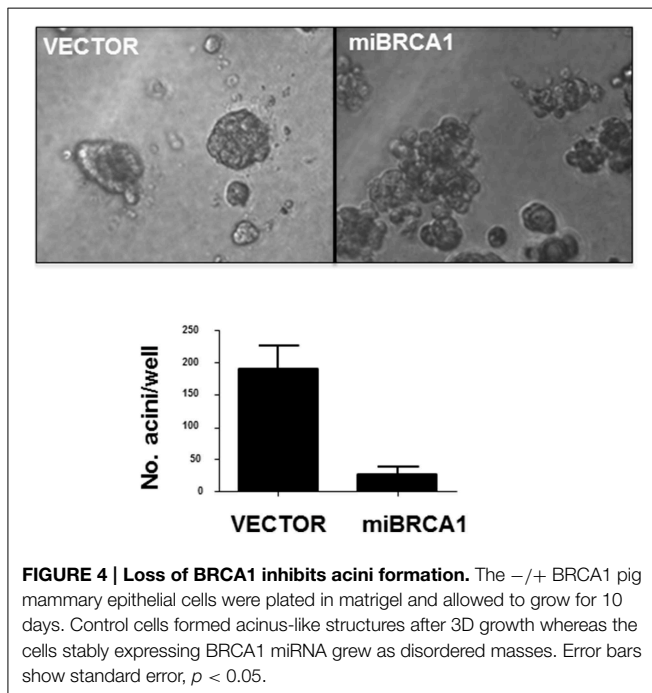 VECTOR
miBRCA1
250
200
150
100
50
0
No. acini/well
VECTOR
miBRCA1
FIGURE 4 | Loss of BRCA1 inhibits acini formation. The −/+ BRCA1 pig
mammary epithelial cells were plated in matrigel and allowed to grow for 10
days. Control cells formed acinus-like structures after 3D growth whereas the
cells stably expressing BRCA1 miRNA grew as disordered masses. Error bars
show standard error, p < 0.05.